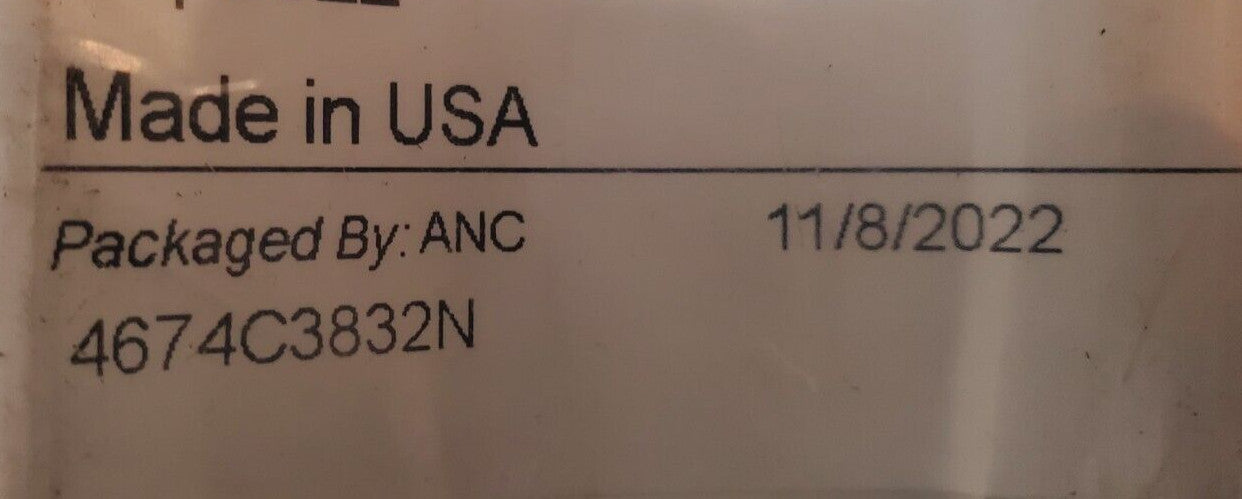 Made in USA
Packaged By: ANC 11/8/2022
4674C3832N